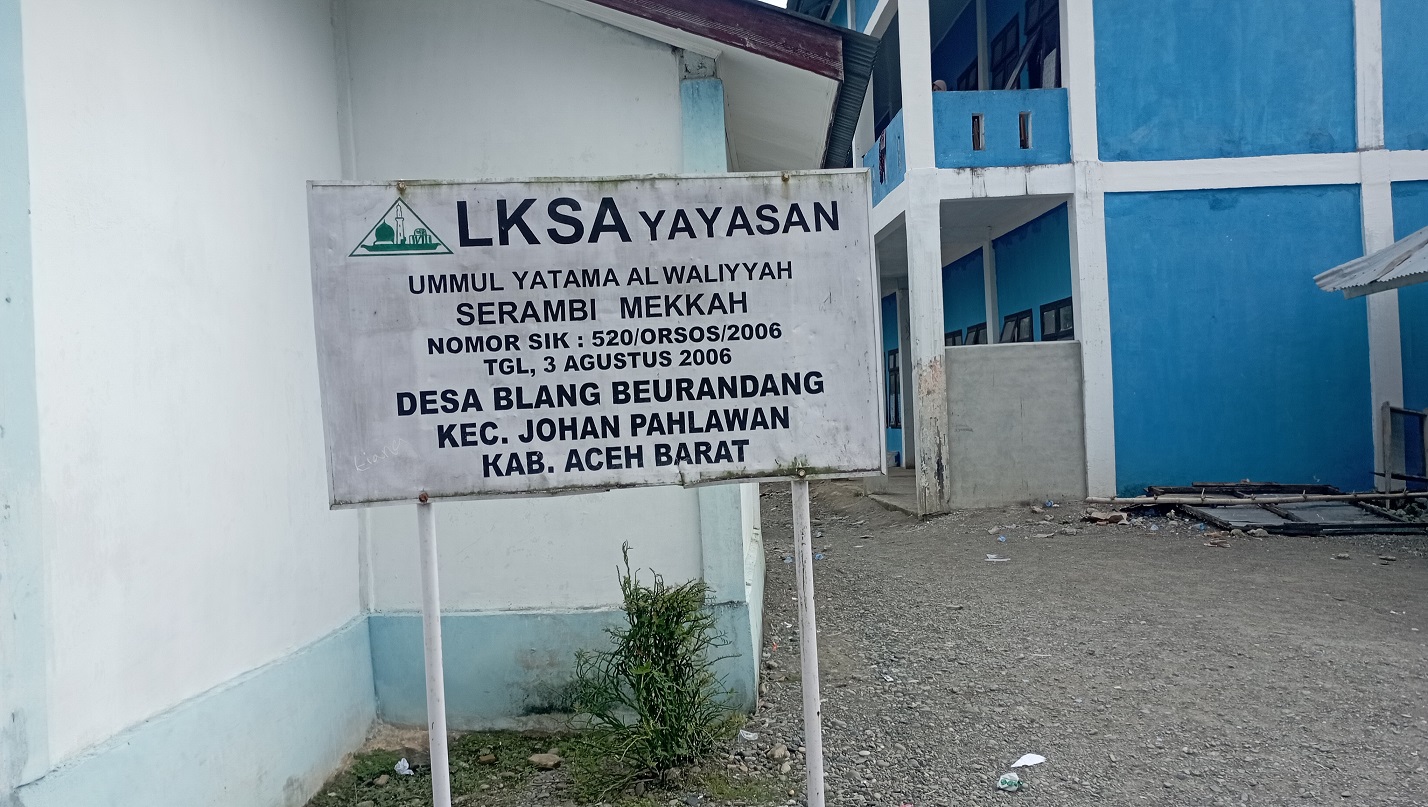 LKSA YAYASAN
UMMUL YATAMA AL WALIYYAH
SERAMBI MEKKAH
NOMOR SIK : 520/ORSOS/2006
TGL, 3 AGUSTUS 2006
DESA BLANG BEURANDANG
KEC. JOHAN PAHLAWAN
KAB. ACEH BARAT